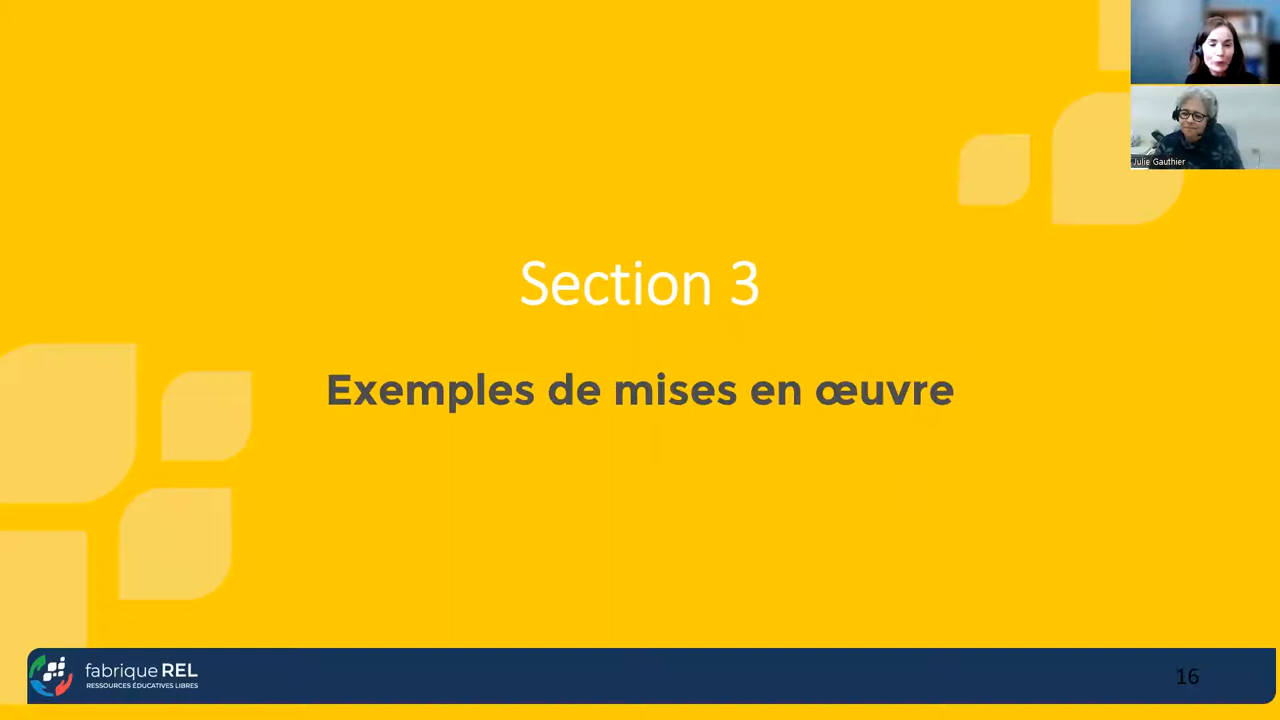 Julie Gauthier
Section 3
Exemples de mises en œuvre
fabrique REL
RESSOURCES ÉDUCATIVES LIBRES
16